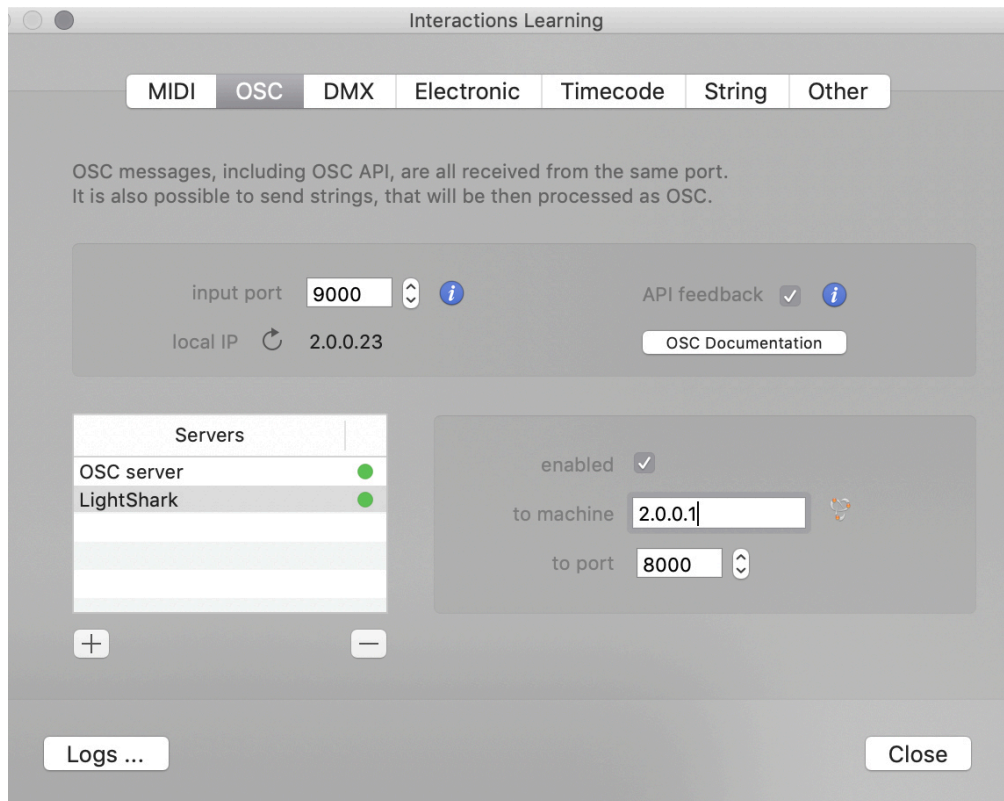 Interactions Learning
MIDI OSC DMX Electronic Timecode String Other
OSC messages, including OSC API, are all received from the same port.
It is also possible to send strings, that will be then processed as OSC.
input port 9000 i API feedback i
local IP 2.0.0.23 OSC Documentation
Servers
OSC server
LightShark
enabled
to machine 2.0.0.1
to port 8000
Logs ... Close